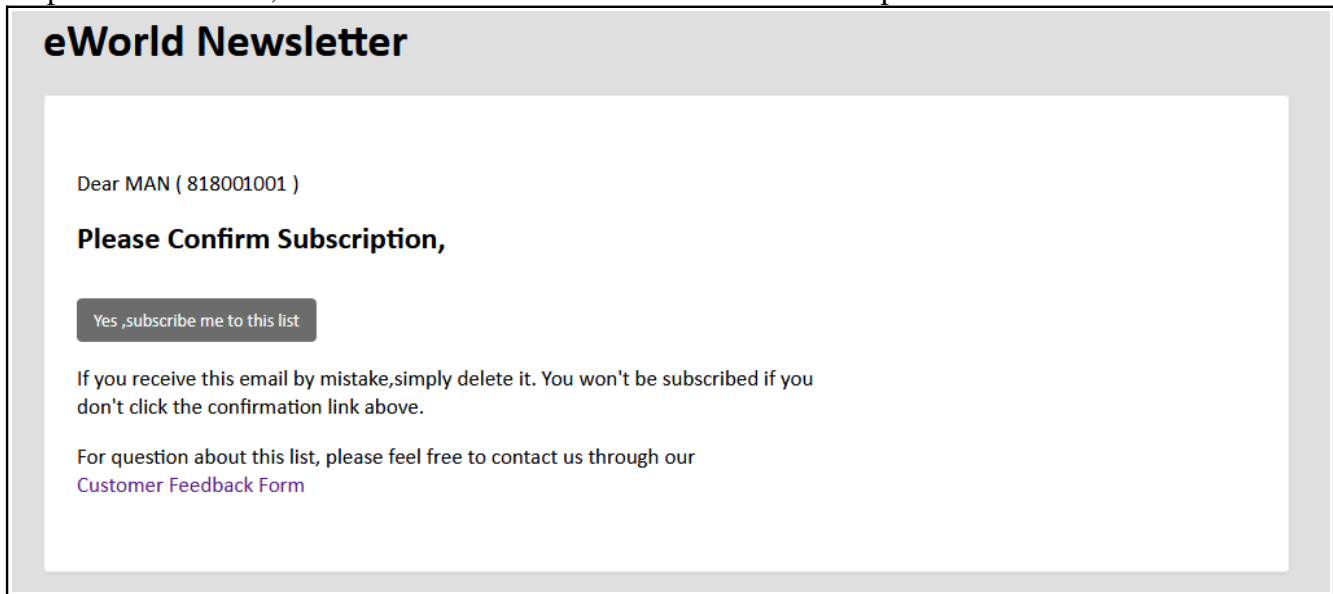 eWorld Newsletter
Dear MAN ( 818001001 )
Please Confirm Subscription,
Yes ,subscribe me to this list
If you receive this email by mistake,simply delete it. You won't be subscribed if you
don't click the confirmation link above.
For question about this list, please feel free to contact us through our
Customer Feedback Form